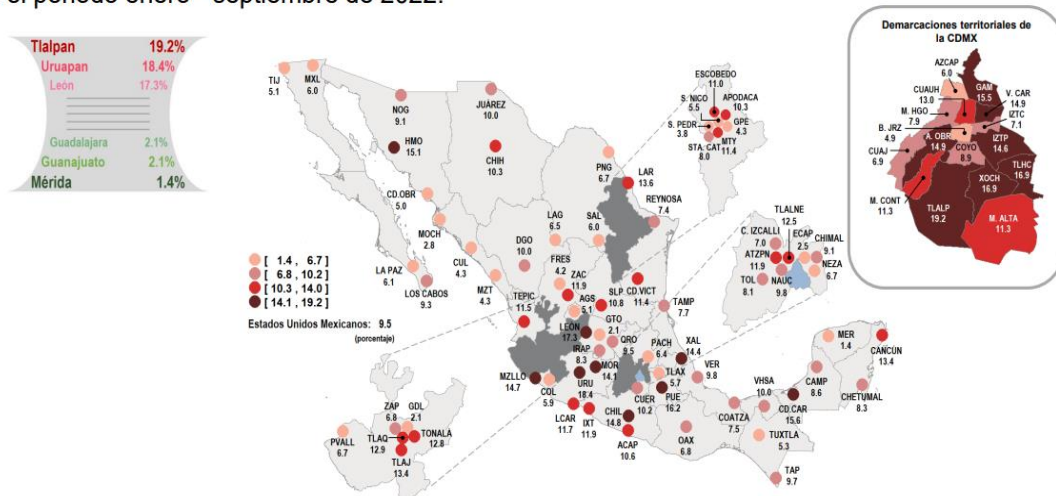 el periodo enero - septiembre de 2022.
Tlalpan 19.2%
Uruapan 18.4%
León 17.3%
Guadalajara 2.1%
Guanajuato 2.1%
Mérida 1.4%
TIJ
5.1
MXL
6.0
NOG
9.1
HMO
15.1
JUÁREZ
10.0
CHIH
10.3
CD.OBR
5.0
MOCH
2.8
CUL
4.3
LA PAZ
6.1
LOS CABOS
9.3
MZT
4.3
DGO
10.0
LAG
6.5
SAL
6.0
FRES
4.2
ZAC
11.9
TEPIC
11.5
AGS
5.1
SLP
10.8
CD.VICT
11.4
PNG
6.7
LAR
13.6
REYNOSA
7.4
ESCOBEDO
11.0
S. NICO
5.5
APODACA
10.3
S. PEDR
3.8
GPE
4.3
STA. CAT
8.0
MTY
11.4
TAMP
7.7
LEÓN
17.3
GTO
2.1
IRAP
8.3
QRO
9.5
PACH
6.4
XAL
14.4
MZLLO
14.7
COL
5.9
URU
18.4
MOR
14.1
TLAX
5.7
VER
9.8
CUER
10.2
PUE
16.2
LCAR
11.7
IXT
11.9
CHIL
14.8
ACAP
10.6
OAX
6.8
COATZA
7.5
VHSA
10.0
CD.CAR
15.6
CAMP
8.6
MER
1.4
CANCÚN
13.4
CHETUMAL
8.3
TUXTLA
5.3
TAP
9.7
TLALNE
12.5
C. IZCALLI
7.0
ECAP
2.5
CHIMAL
9.1
ATZPN
11.9
NEZA
6.7
TOL
8.1
NAUC
9.8
ZAP
6.8
GDL
2.1
PVALL
6.7
TLAQ
12.9
TONALA
12.8
TLAJ
13.4
[ 1.4 , 6.7]
[ 6.8 , 10.2]
[ 10.3 , 14.0]
[ 14.1 , 19.2]
Estados Unidos Mexicanos: 9.5
(porcentaje)
Demarcaciones territoriales de
la CDMX
AZCAP
6.0
CUAUH
13.0
GAM
15.5
V. CAR
14.9
M. HGO
7.9
IZTC
7.1
B. JRZ
4.9
A. OBR
14.9
COYO
8.9
IZTP
14.6
CUAJ
6.9
TLHC
16.9
XOCH
16.9
M. CONT
11.3
TLALP
19.2
M. ALTA
11.3